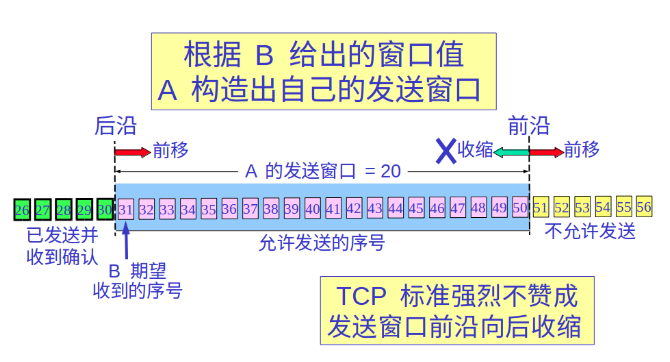 根据 B 给出的窗口值
A 构造出自己的发送窗口
后沿
前沿
前移
收缩
前移
A 的发送窗口 = 20
26 27 28 29 30 31 32 33 34 35 36 37 38 39 40 41 42 43 44 45 46 47 48 49 50 51 52 53 54 55 56
已发送并
收到确认
允许发送的序号
不允许发送
B 期望
收到的序号
TCP 标准强烈不赞成
发送窗口前沿向后收缩